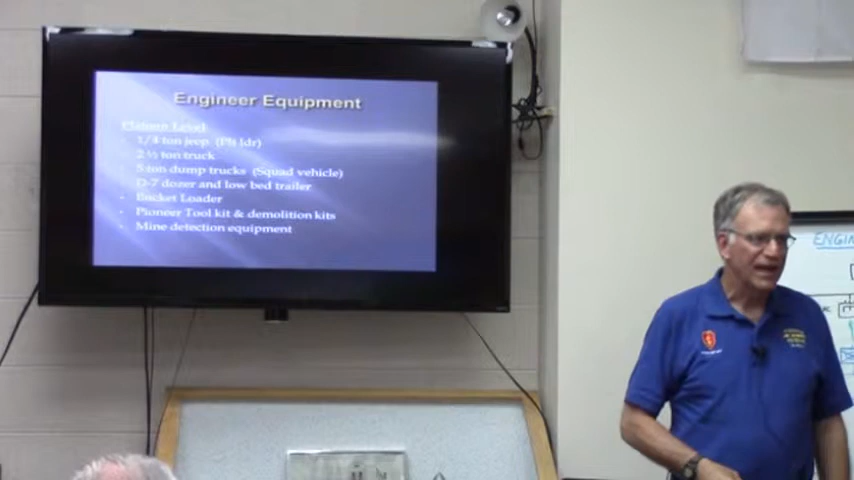 Engineer Equipment
Platoon Level
1/4 ton jeep (Plt ldr)
2 ½ ton truck
5 ton dump trucks (Squad vehicle)
D-7 dozer and low bed trailer
Bucket Loader
Pioneer Tool kit & demolition kits
Mine detection equipment